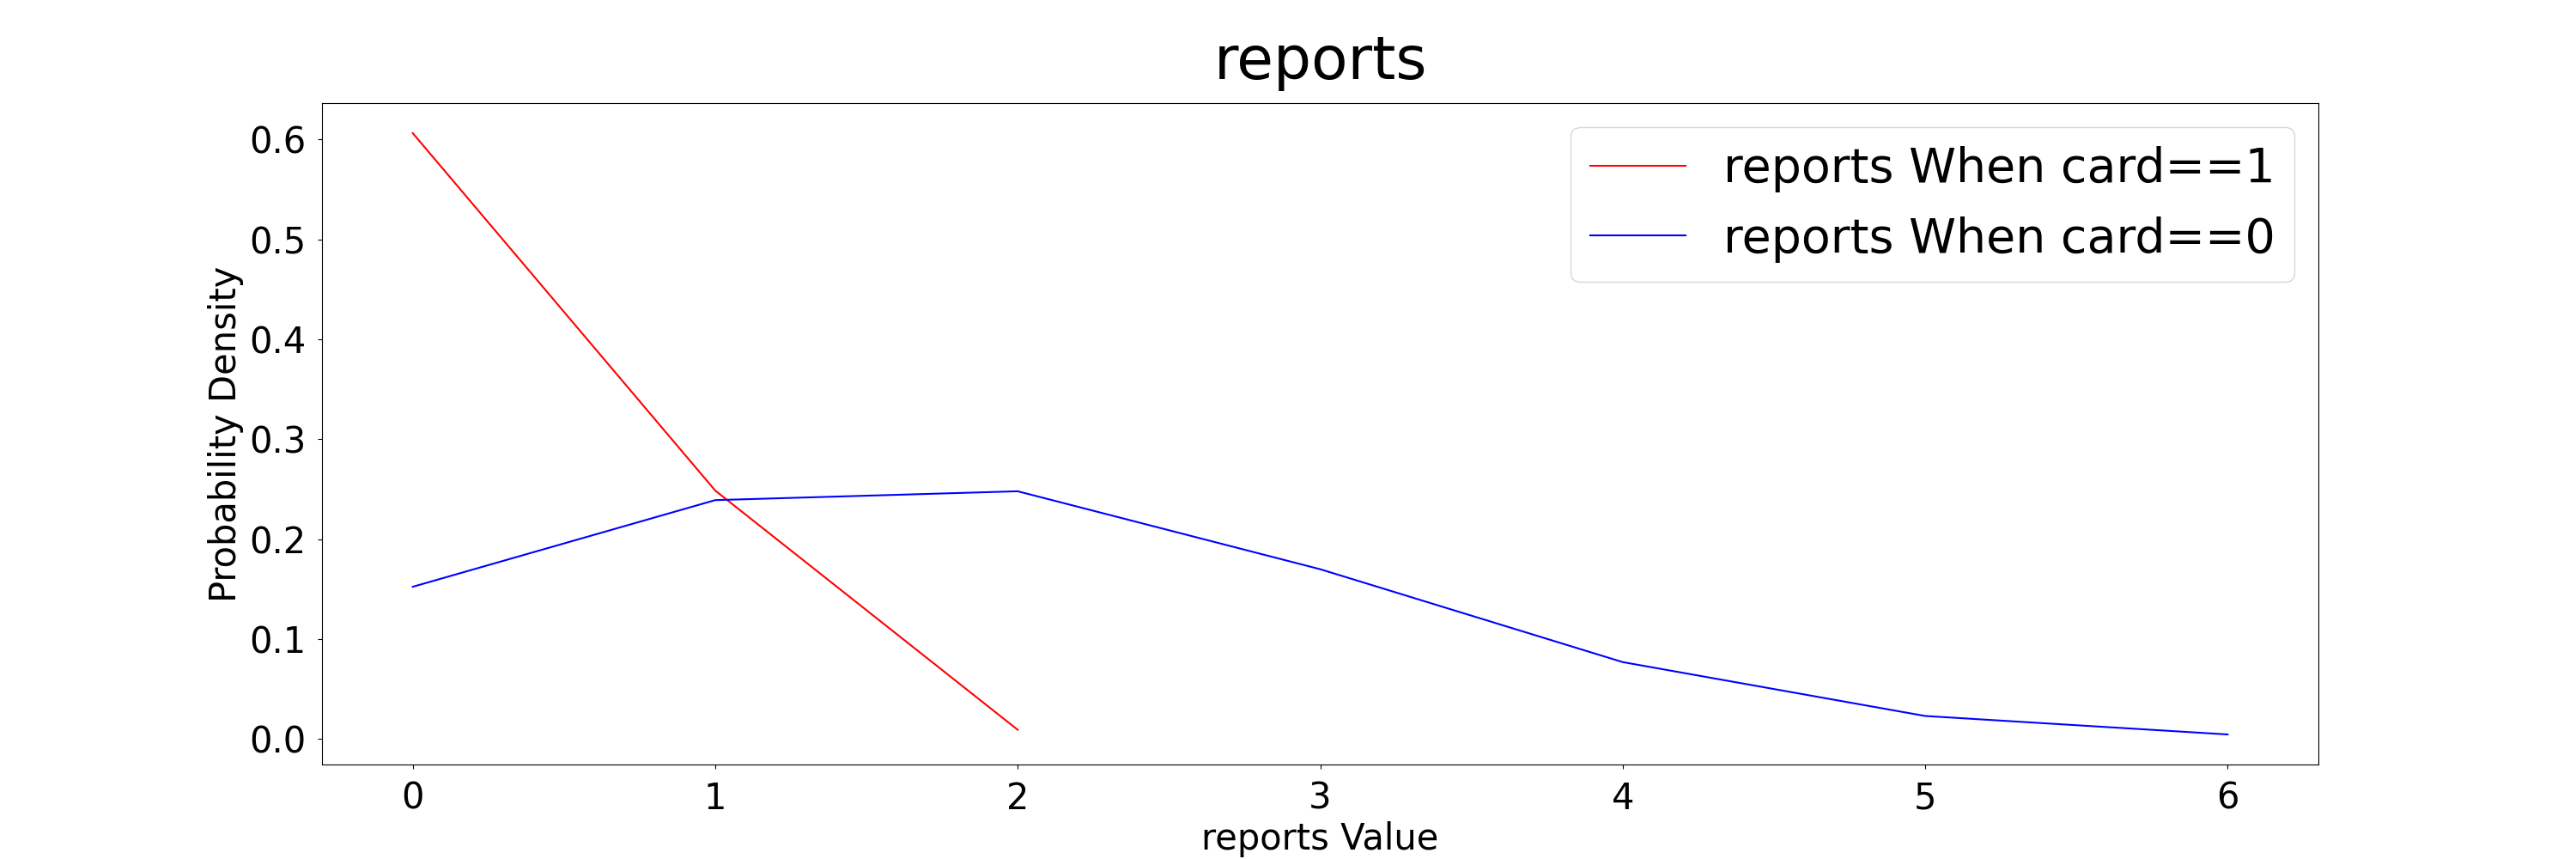 reports
reports When card==1
reports When card==0
Probability Density
0.6
0.5
0.4
0.3
0.2
0.1
0.0
0 1 2 3 4 5 6
reports Value